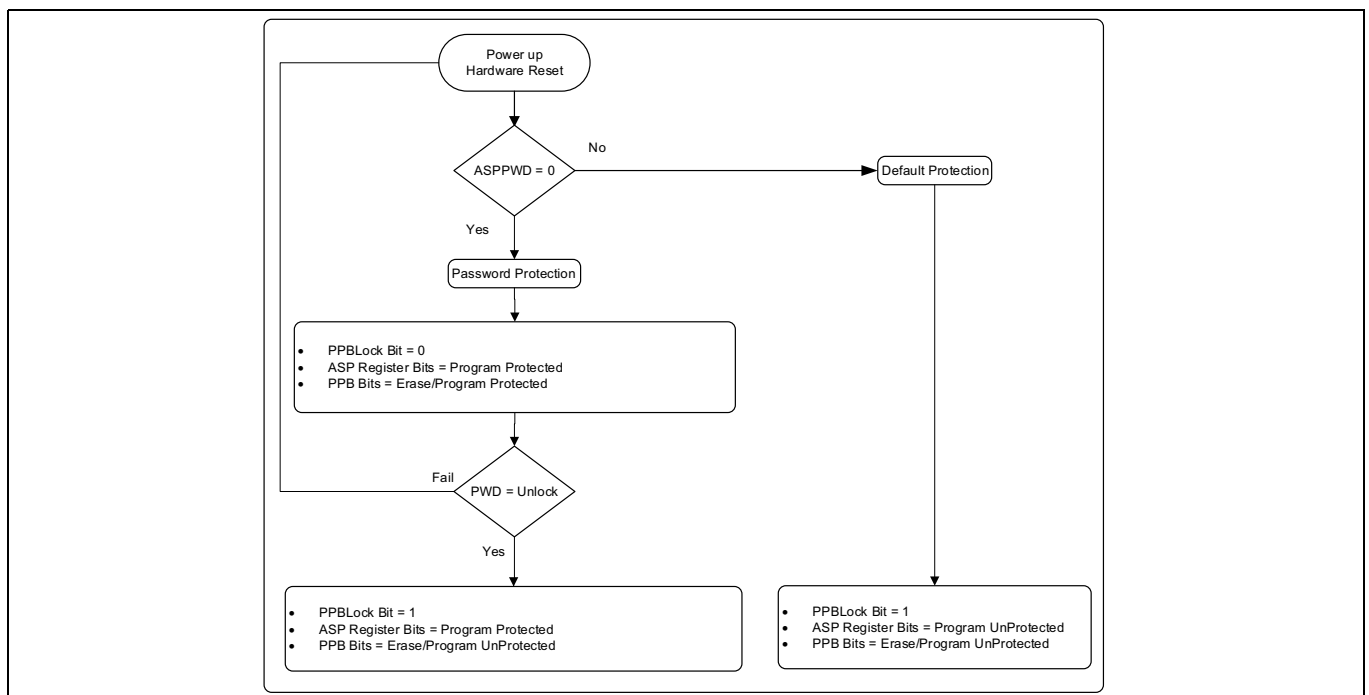 Power up
Hardware Reset
ASPPWD = 0
No
Default Protection
Yes
Password Protection
• PPBLock Bit = 0
• ASP Register Bits = Program Protected
• PPB Bits = Erase/Program Protected
Fail
PWD = Unlock
Yes
• PPBLock Bit = 1
• ASP Register Bits = Program Protected
• PPB Bits = Erase/Program UnProtected
• PPBLock Bit = 1
• ASP Register Bits = Program UnProtected
• PPB Bits = Erase/Program UnProtected